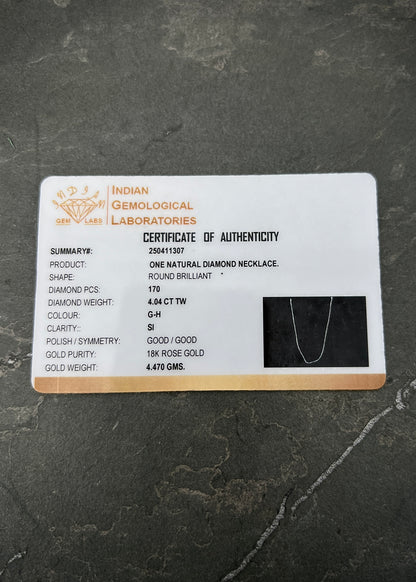 INDIAN
GEM LABS
INDIAN
GEMOLOGICAL
LABORATORIES
CERTIFICATE OF AUTHENTICITY
SUMMARY#: 250411307
PRODUCT: ONE NATURAL DIAMOND NECKLACE.
SHAPE: ROUND BRILLIANT
DIAMOND PCS: 170
DIAMOND WEIGHT: 4.04 CT TW
COLOUR: G-H
CLARITY:: SI
POLISH / SYMMETRY: GOOD / GOOD
GOLD PURITY: 18K ROSE GOLD
GOLD WEIGHT: 4.470 GMS.